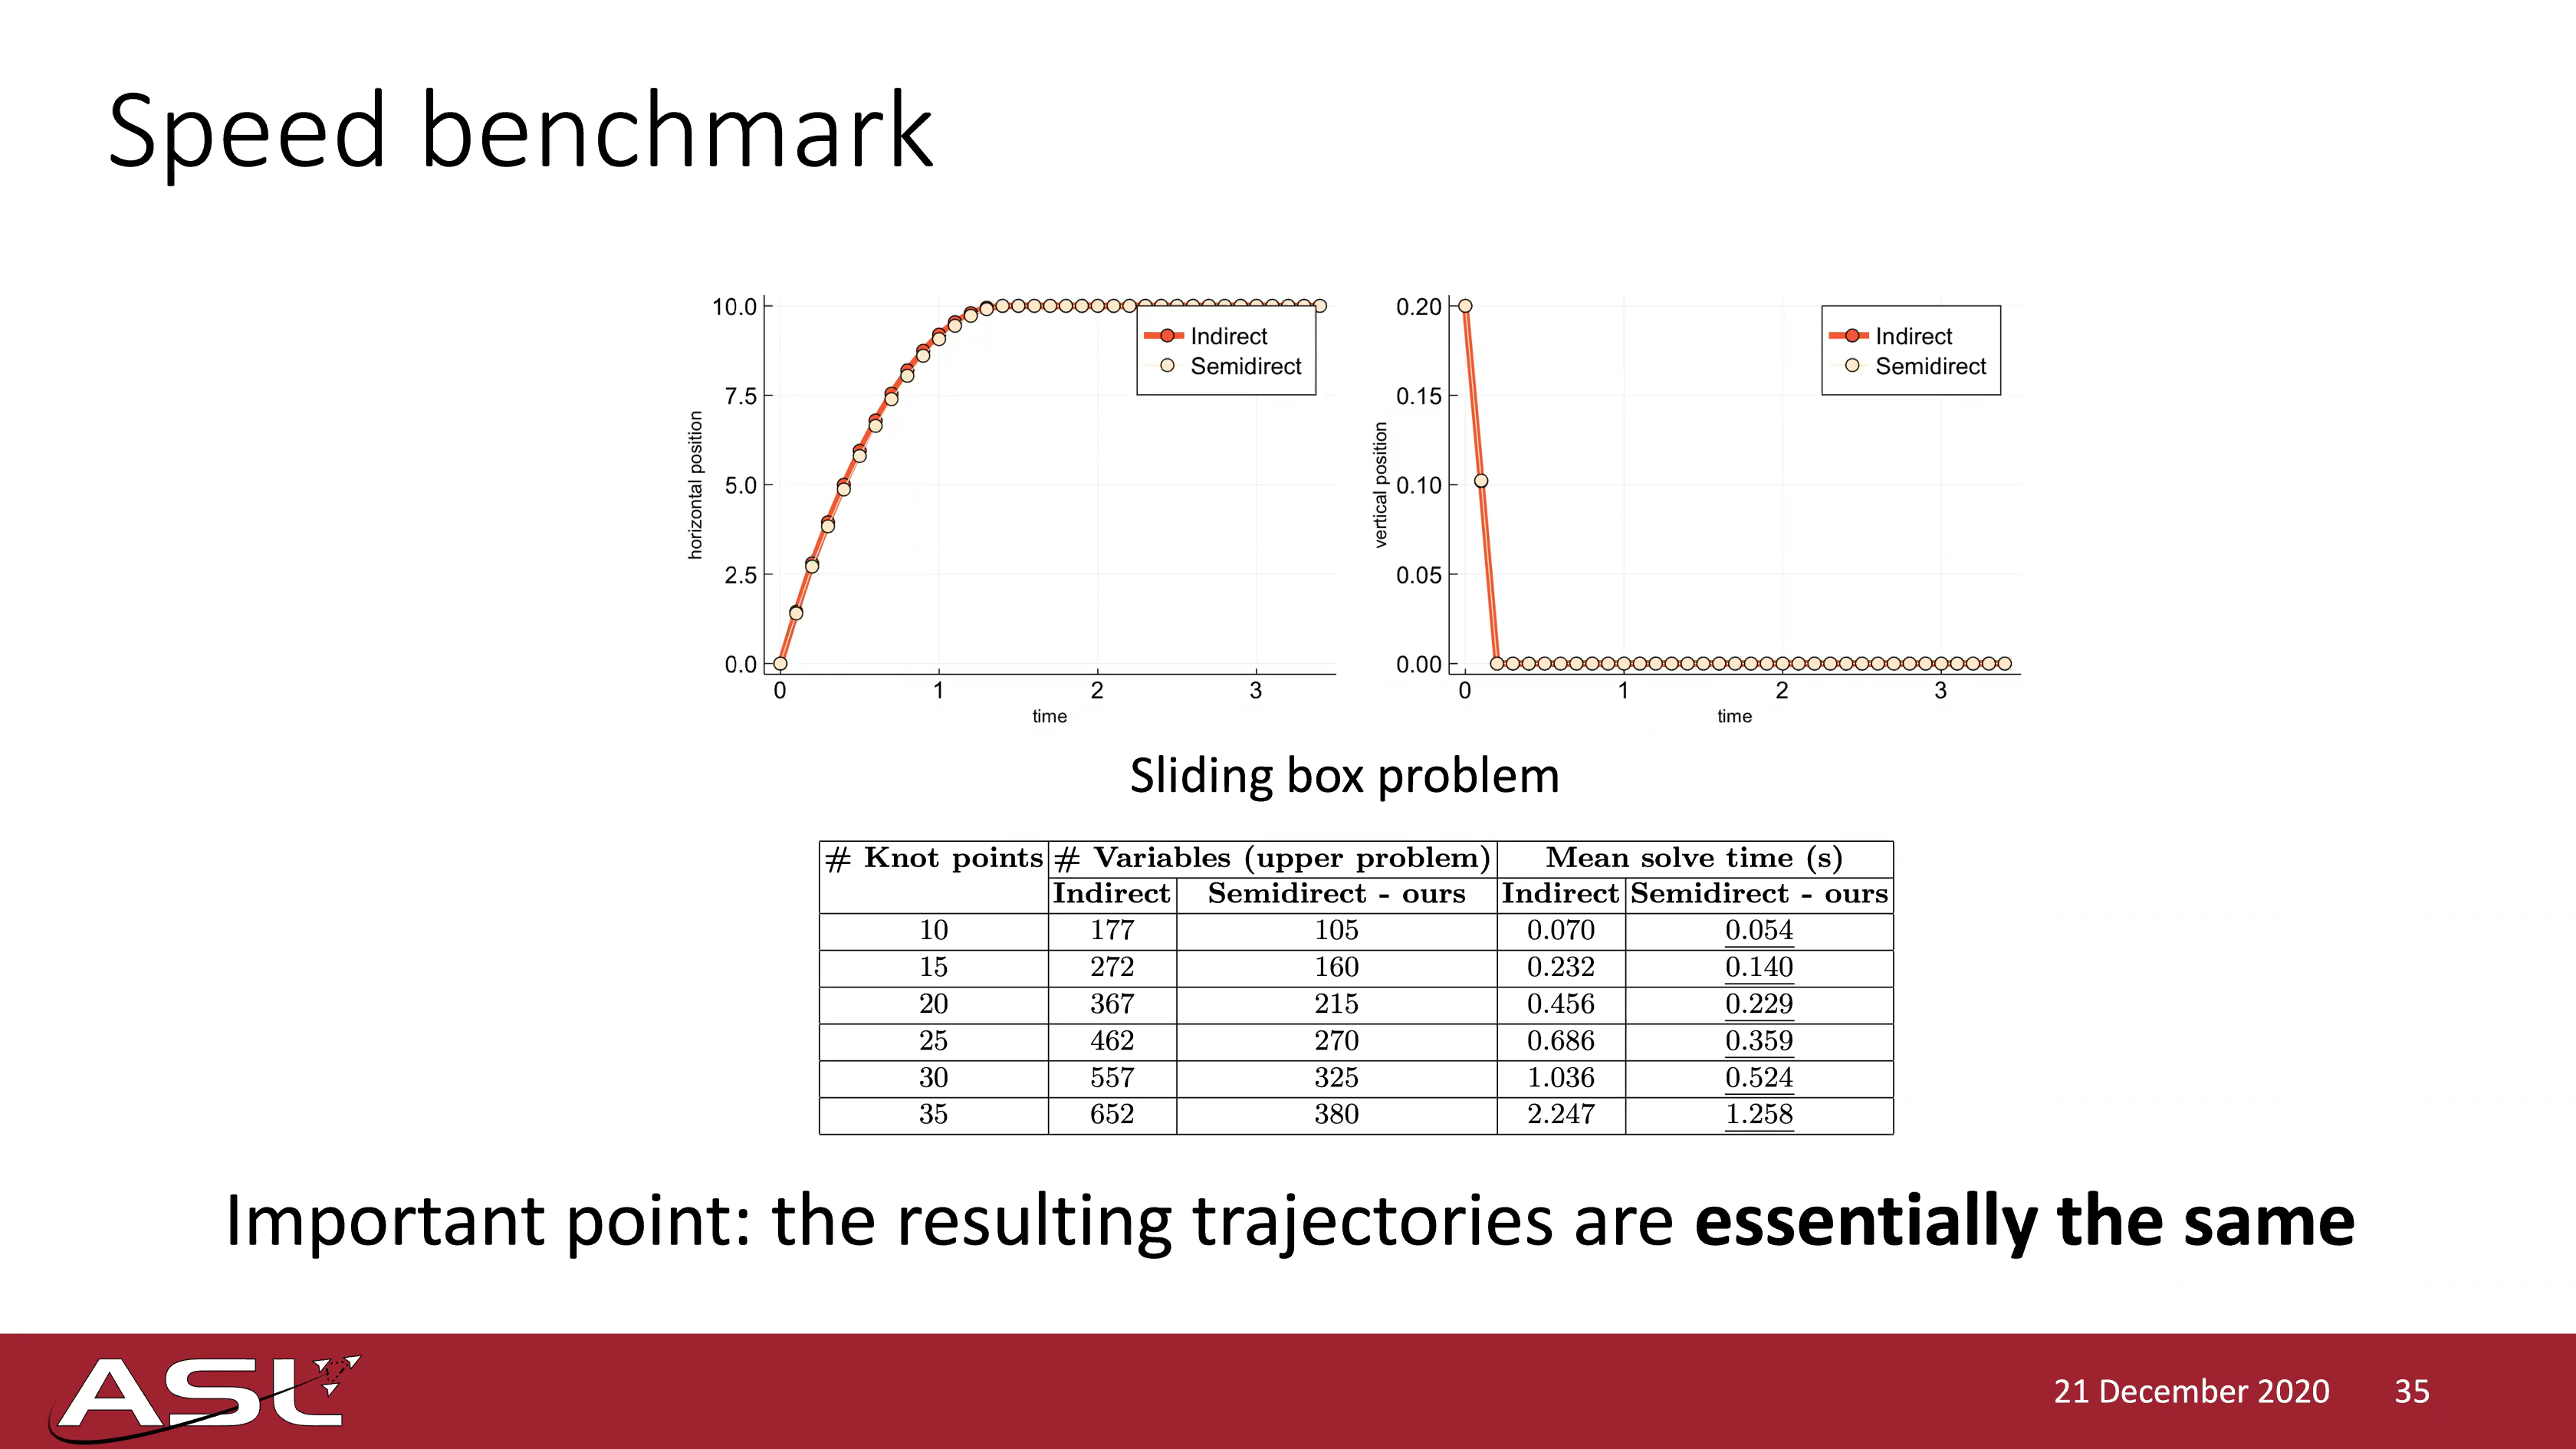 Speed benchmark
10.0
7.5
5.0
2.5
0.0
horizontal position
0 1 2 3
time
Indirect
Semidirect
0.20
0.15
0.10
0.05
0.00
vertical position
0 1 2 3
time
Indirect
Semidirect
Sliding box problem
# Knot points # Variables (upper problem) Mean solve time (s)
Indirect Semidirect - ours Indirect Semidirect - ours
10 177 105 0.070 0.054
15 272 160 0.232 0.140
20 367 215 0.456 0.229
25 462 270 0.686 0.359
30 557 325 1.036 0.524
35 652 380 2.247 1.258
Important point: the resulting trajectories are essentially the same
ASL
21 December 2020 35